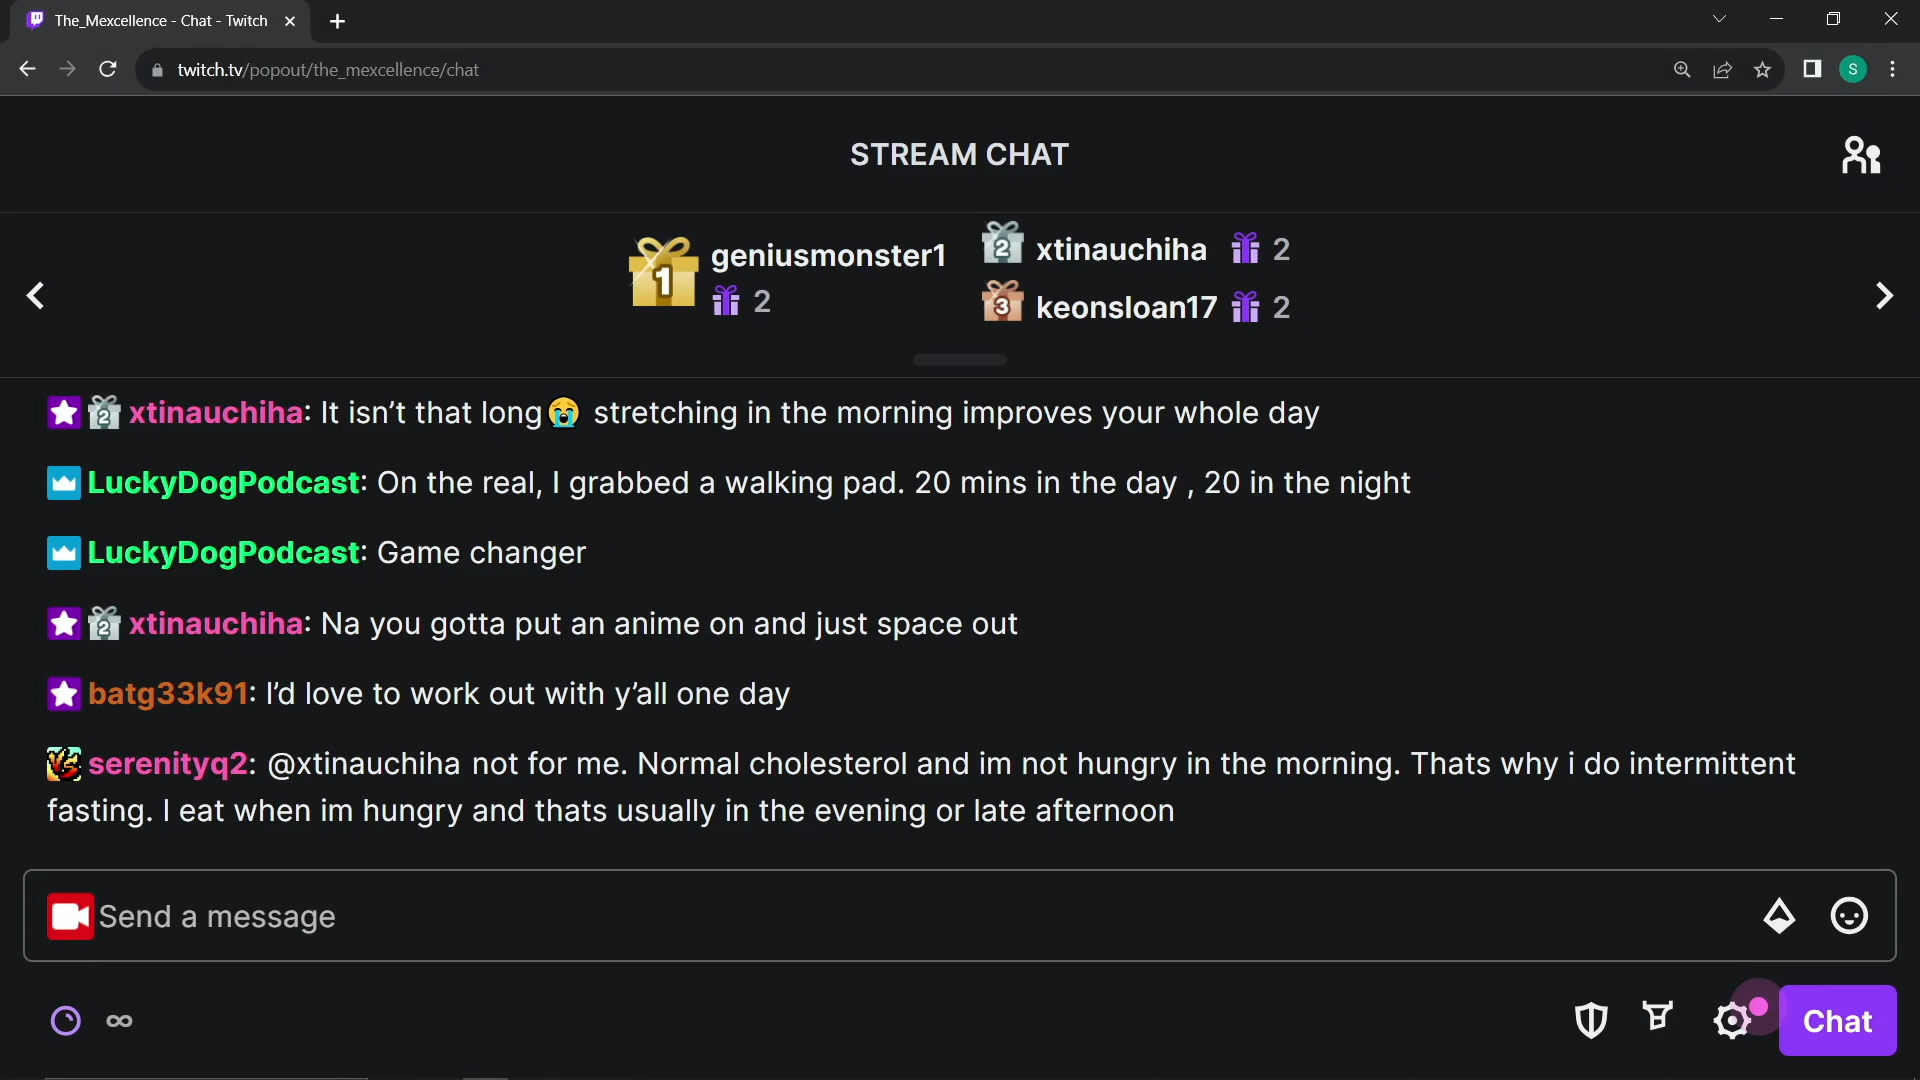 The_Mexcellence - Chat - Twitch
twitch.tv/popout/the_mexcellence/chat
S
STREAM CHAT
1 geniusmonster1
2
2 xtinauchiha 2
3 keonsloan17 2
2 xtinauchiha: It isn’t that long😭 stretching in the morning improves your whole day
LuckyDogPodcast: On the real, I grabbed a walking pad. 20 mins in the day , 20 in the night
LuckyDogPodcast: Game changer
2 xtinauchiha: Na you gotta put an anime on and just space out
batg33k91: I’d love to work out with y’all one day
serenityq2: @xtinauchiha not for me. Normal cholesterol and im not hungry in the morning. Thats why i do intermittent
fasting. I eat when im hungry and thats usually in the evening or late afternoon
Send a message
Chat